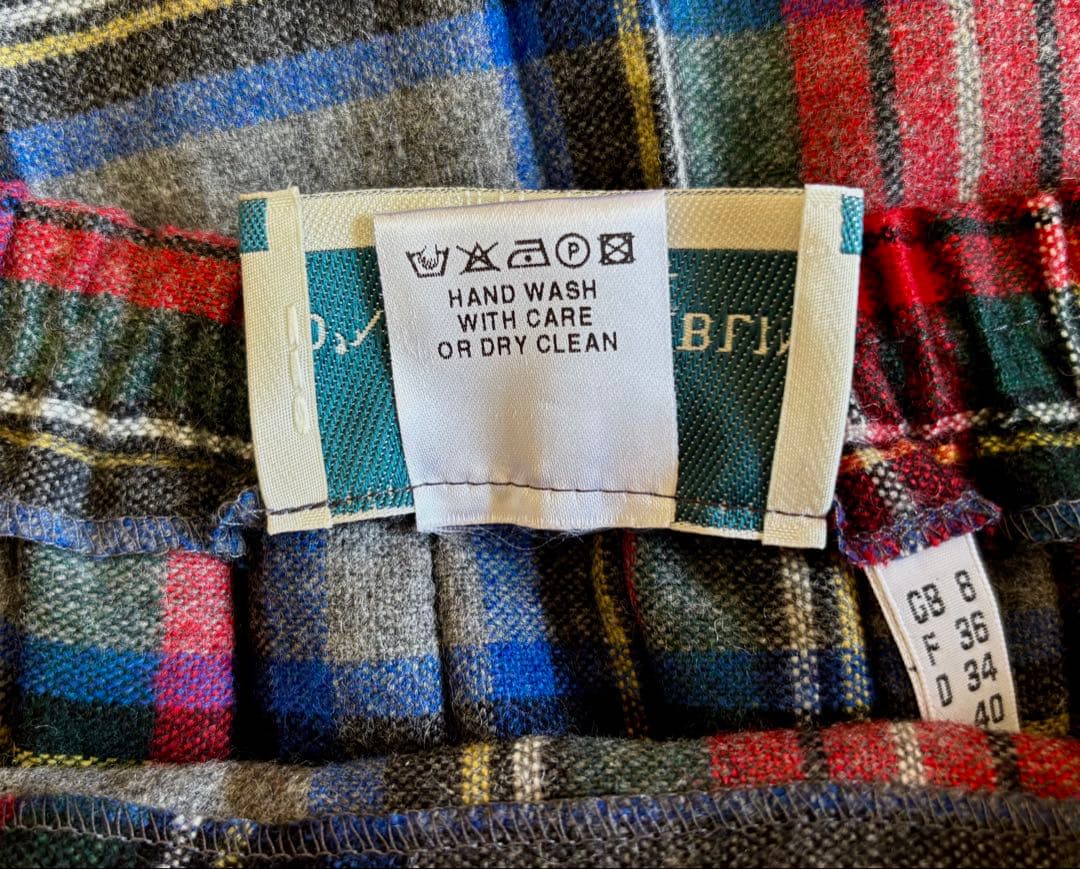 P
HAND WASH
WITH CARE
OR DRY CLEAN
GB 8
F 36
D 34
40